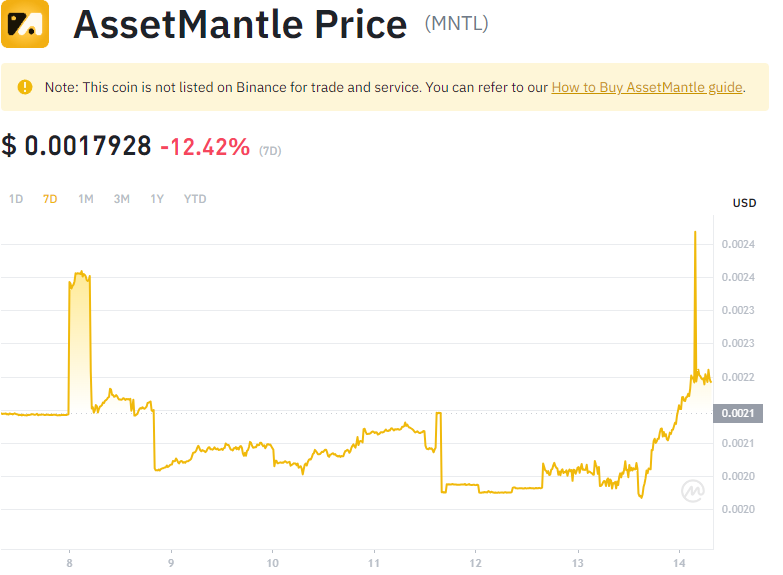 AssetMantle Price (MNTL)
Note: This coin is not listed on Binance for trade and service. You can refer to our How to Buy AssetMantle guide.
$ 0.0017928 -12.42% (7D)
1D 7D 1M 3M 1Y YTD
USD
0.0024
0.0024
0.0023
0.0023
0.0022
0.0021
0.0021
0.0020
0.0020
8 9 10 11 12 13 14